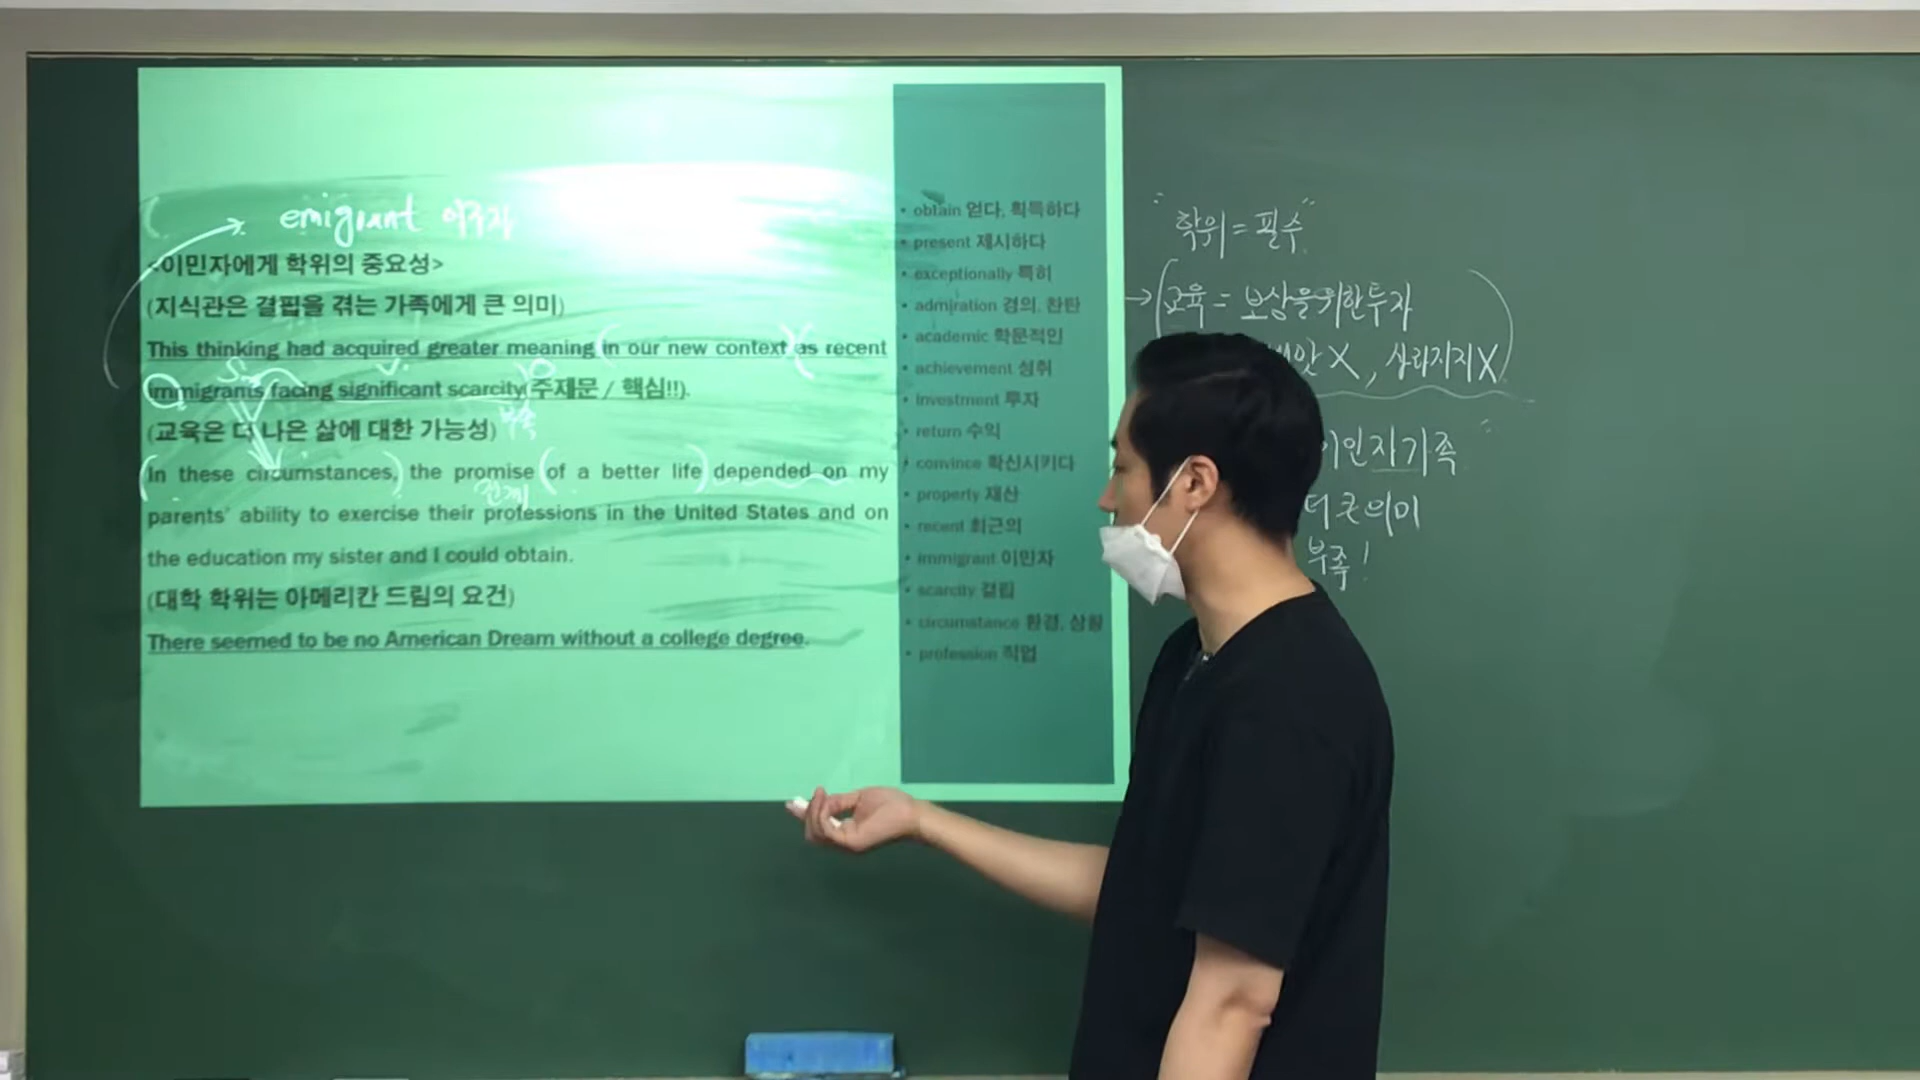 emigrant 이주자
<이민자에게 학위의 중요성>
(지식관은 결핍을 겪는 가족에게 큰 의미)
This thinking had acquired greater meaning in our new context as recent
immigrants facing significant scarcity(주제문 / 핵심!!).
부족
(교육은 더 나은 삶에 대한 가능성)
In these circumstances, the promise of a better life depended on my
parents' ability to exercise their professions in the United States and on
the education my sister and I could obtain.
(대학 학위는 아메리칸 드림의 요건)
There seemed to be no American Dream without a college degree.
• obtain 얻다, 획득하다
• present 제시하다
• exceptionally 특히
• admiration 경의, 찬탄
• academic 학문적인
• achievement 성취
• investment 투자
• return 수익
• convince 확신시키다
• property 재산
• recent 최근의
• immigrant 이민자
• scarcity 결핍
• circumstance 환경, 상황
• profession 직업
"학위 = 필수"
→ (교육 = 보상을 위한 투자
X, 사라지지 X)
이민자가족"
더 큰 의미
부족!